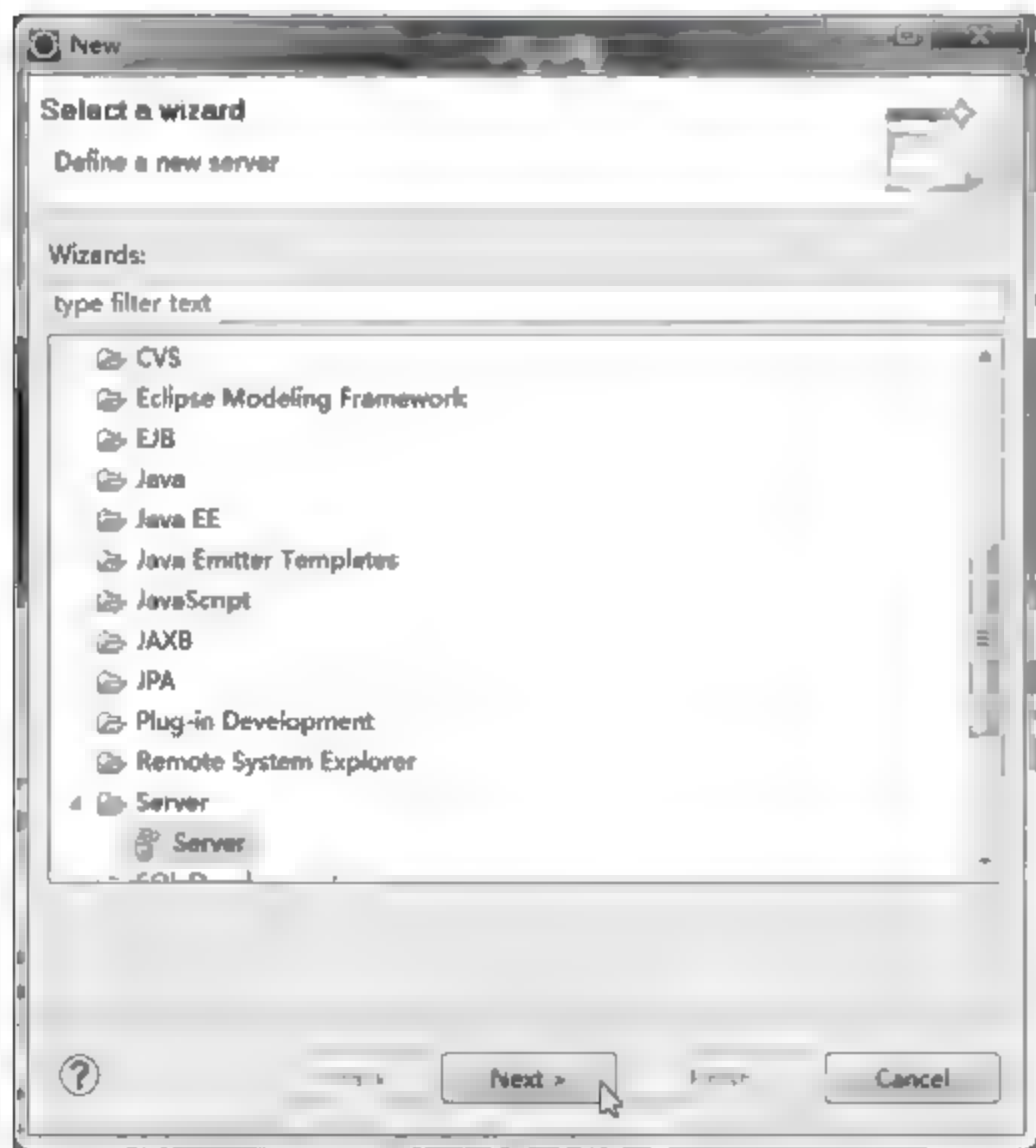 New
Select a wizard
Define a new server
Wizards:
type filter text
CVS
Eclipse Modeling Framework
EJB
Java
Java EE
Java Emitter Templates
JavaScript
JAXB
JPA
Plug-in Development
Remote System Explorer
Server
Server
?
Next >
Cancel